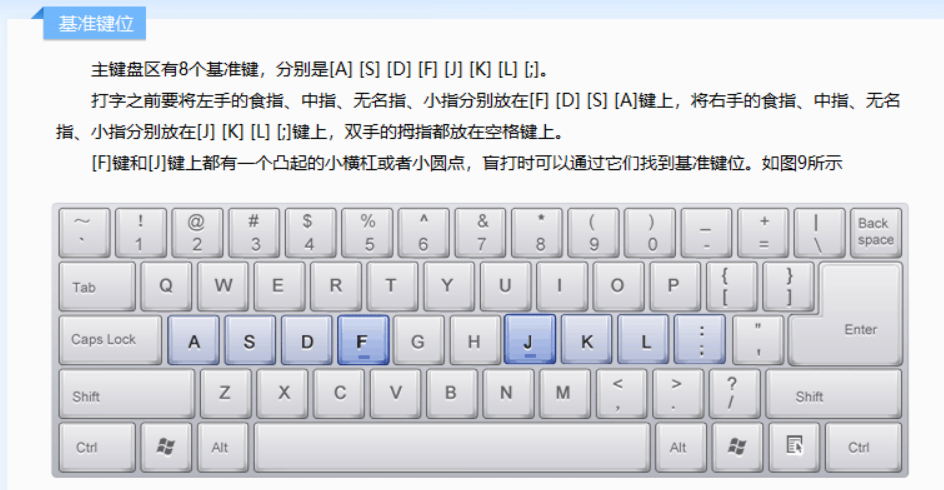 基准键位
主键盘区有8个基准键，分别是[A] [S] [D] [F] [J] [K] [L] [;]。
打字之前要将左手的食指、中指、无名指、小指分别放在[F] [D] [S] [A]键上，将右手的食指、中指、无名
指、小指分别放在[J] [K] [L] [;]键上，双手的拇指都放在空格键上。
[F]键和[J]键上都有一个凸起的小横杠或者小圆点，盲打时可以通过它们找到基准键位。如图9所示
~ ! @ # $ % ^ & * ( ) _ + | Back
` 1 2 3 4 5 6 7 8 9 0 - = \ space
Tab Q W E R T Y U I O P { [ } ]
Caps Lock A S D F G H J K L : ; " ' Enter
Shift Z X C V B N M < , > . ? / Shift
Ctrl Alt Alt Ctrl